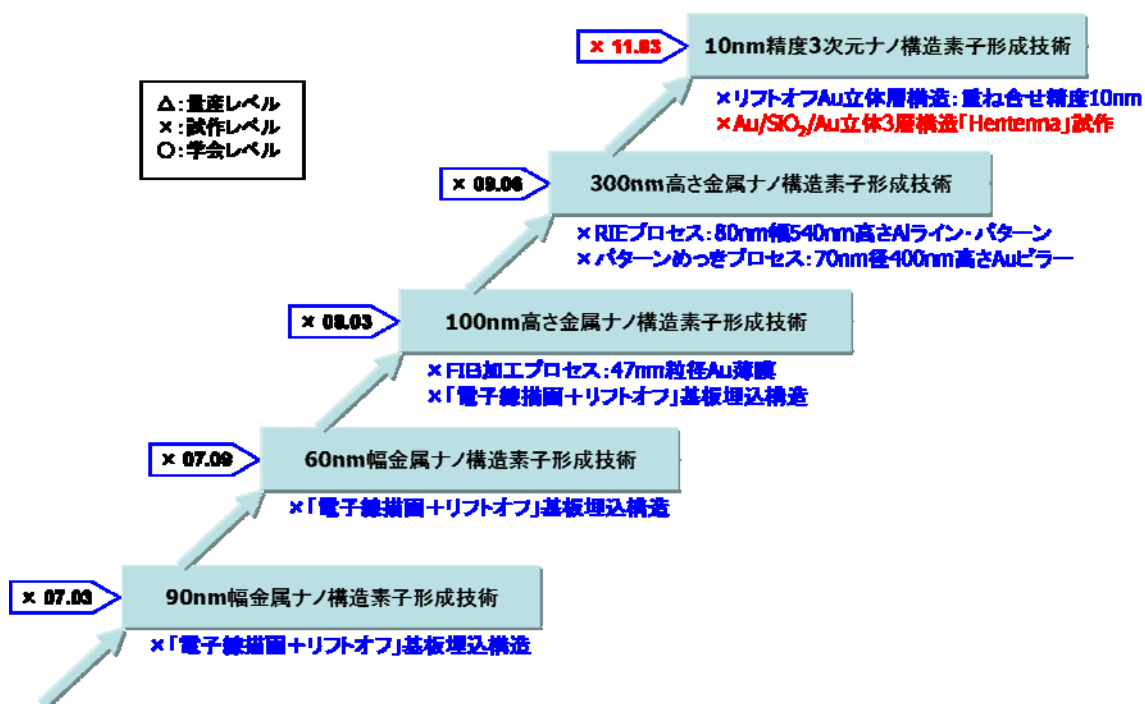 × 11.03
10nm精度3次元ナノ構造素子形成技術
△:量産レベル
×:試作レベル
○:学会レベル
×リフトオフAu立体層構造:重ね合せ精度10nm
×Au/SiO₂/Au立体3層構造「Hentenna」試作
× 09.06
300nm高さ金属ナノ構造素子形成技術
×RIEプロセス:80nm幅540nm高さAlライン・パターン
×パターンめっきプロセス:70nm径400nm高さAuピラー
× 08.03
100nm高さ金属ナノ構造素子形成技術
×FIB加工プロセス:47nm粒径Au薄膜
×「電子線描画+リフトオフ」基板埋込構造
× 07.09
60nm幅金属ナノ構造素子形成技術
×「電子線描画+リフトオフ」基板埋込構造
× 07.03
90nm幅金属ナノ構造素子形成技術
×「電子線描画+リフトオフ」基板埋込構造